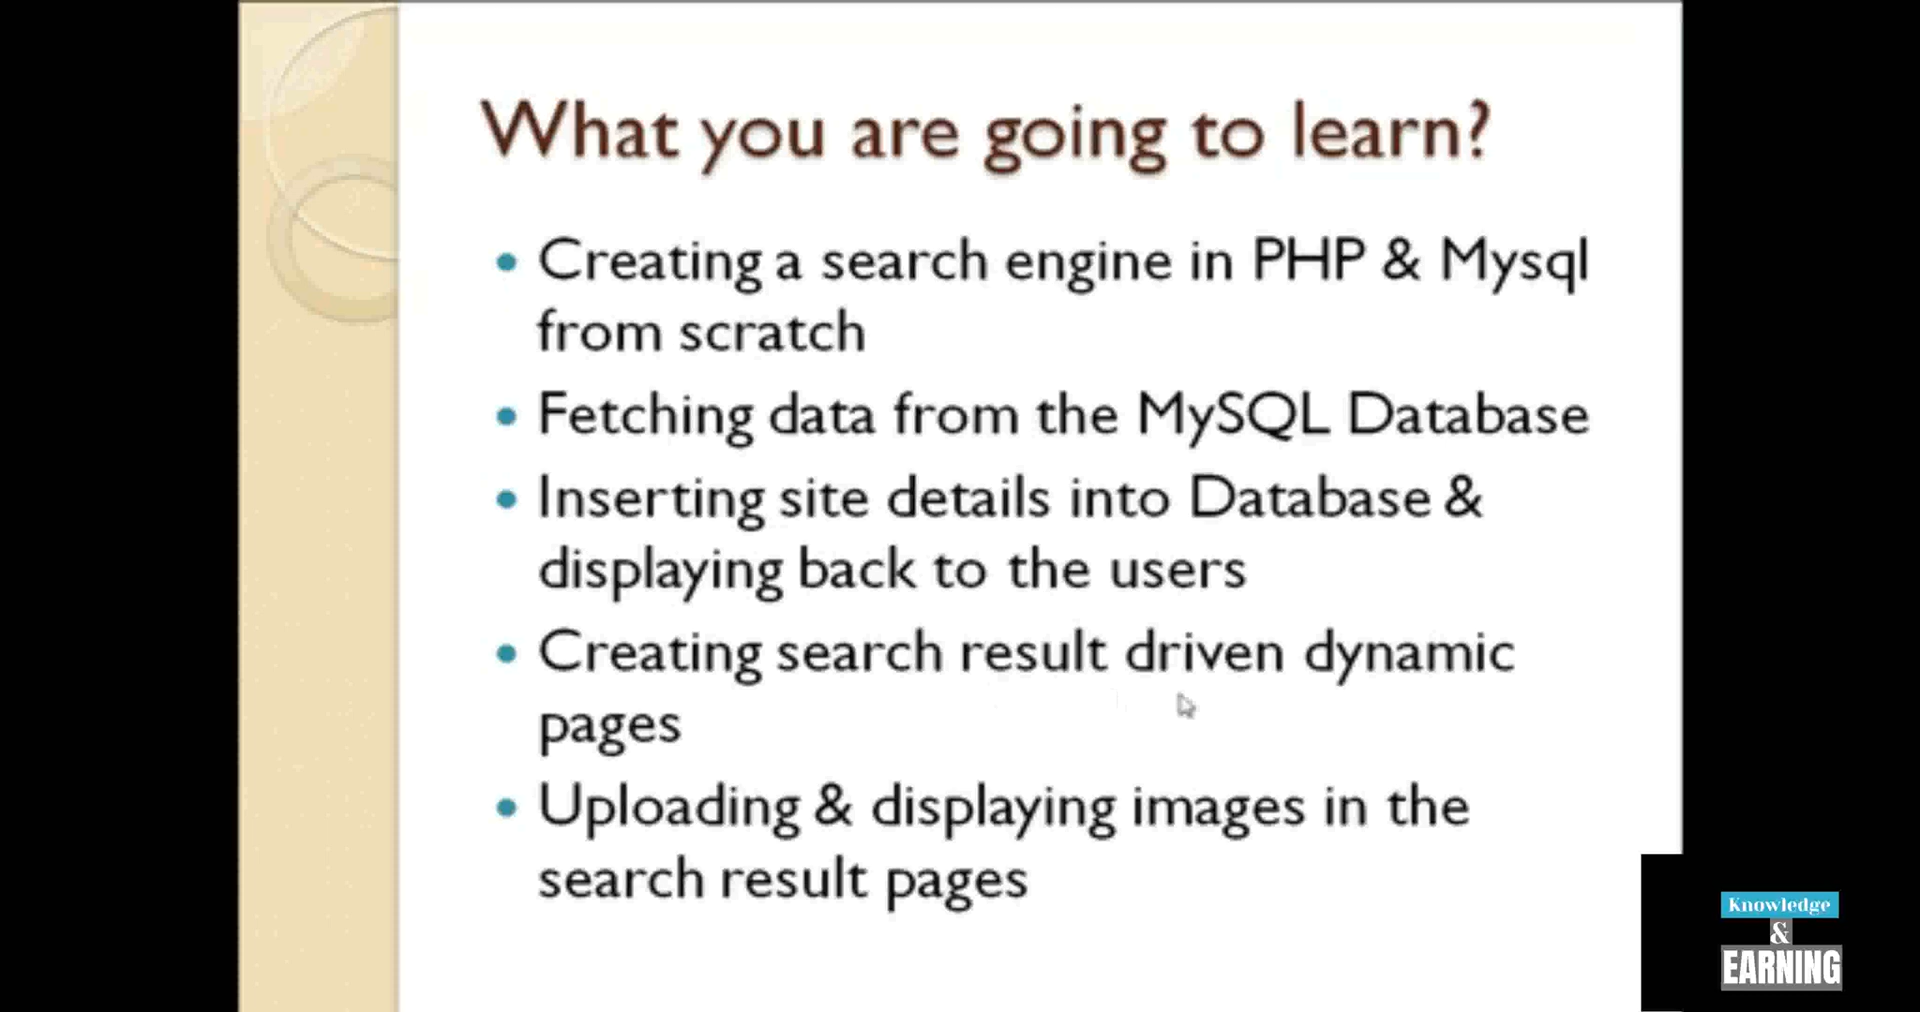 What you are going to learn?
Creating a search engine in PHP & Mysql
from scratch
Fetching data from the MySQL Database
Inserting site details into Database &
displaying back to the users
Creating search result driven dynamic
pages
Uploading & displaying images in the
search result pages
Knowledge
&
EARNING